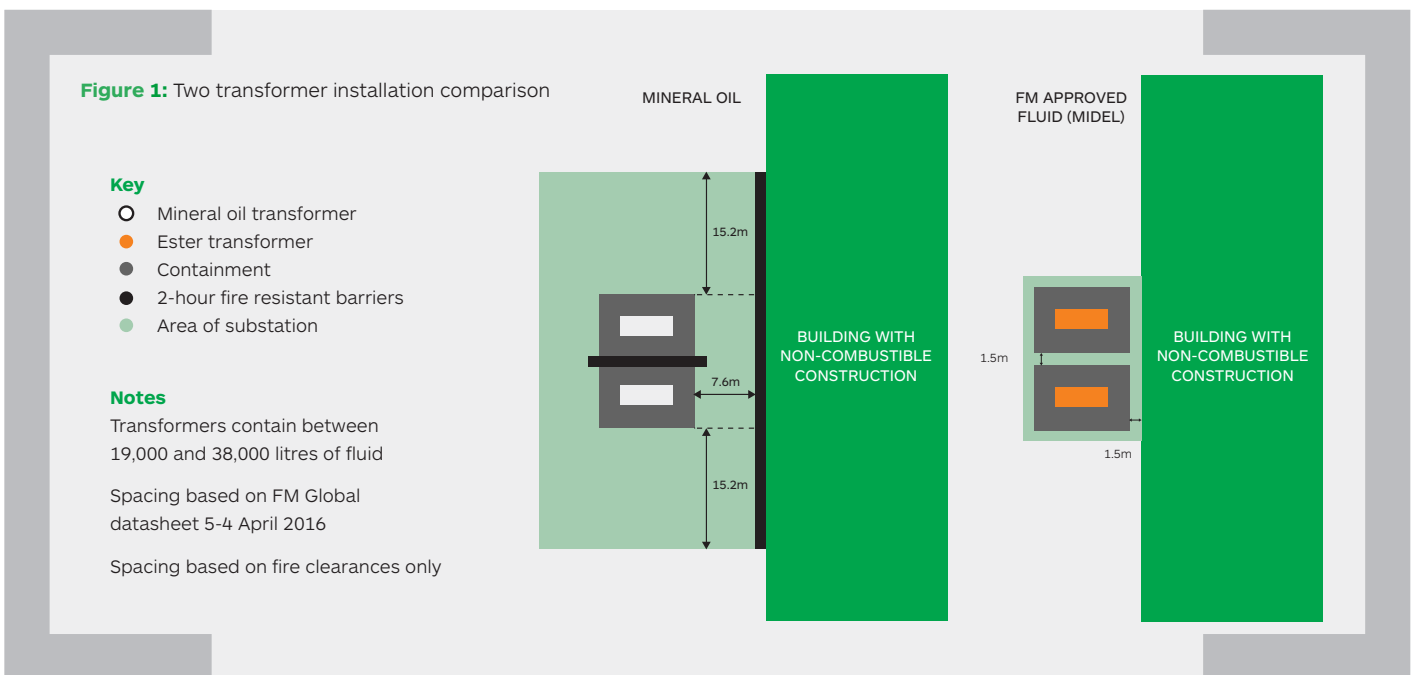 Figure 1: Two transformer installation comparison
Key
Mineral oil transformer
Ester transformer
Containment
2-hour fire resistant barriers
Area of substation
Notes
Transformers contain between
19,000 and 38,000 litres of fluid
Spacing based on FM Global
datasheet 5-4 April 2016
Spacing based on fire clearances only
MINERAL OIL
15.2m
7.6m
15.2m
BUILDING WITH
NON-COMBUSTIBLE
CONSTRUCTION
FM APPROVED
FLUID (MIDEL)
1.5m
1.5m
BUILDING WITH
NON-COMBUSTIBLE
CONSTRUCTION